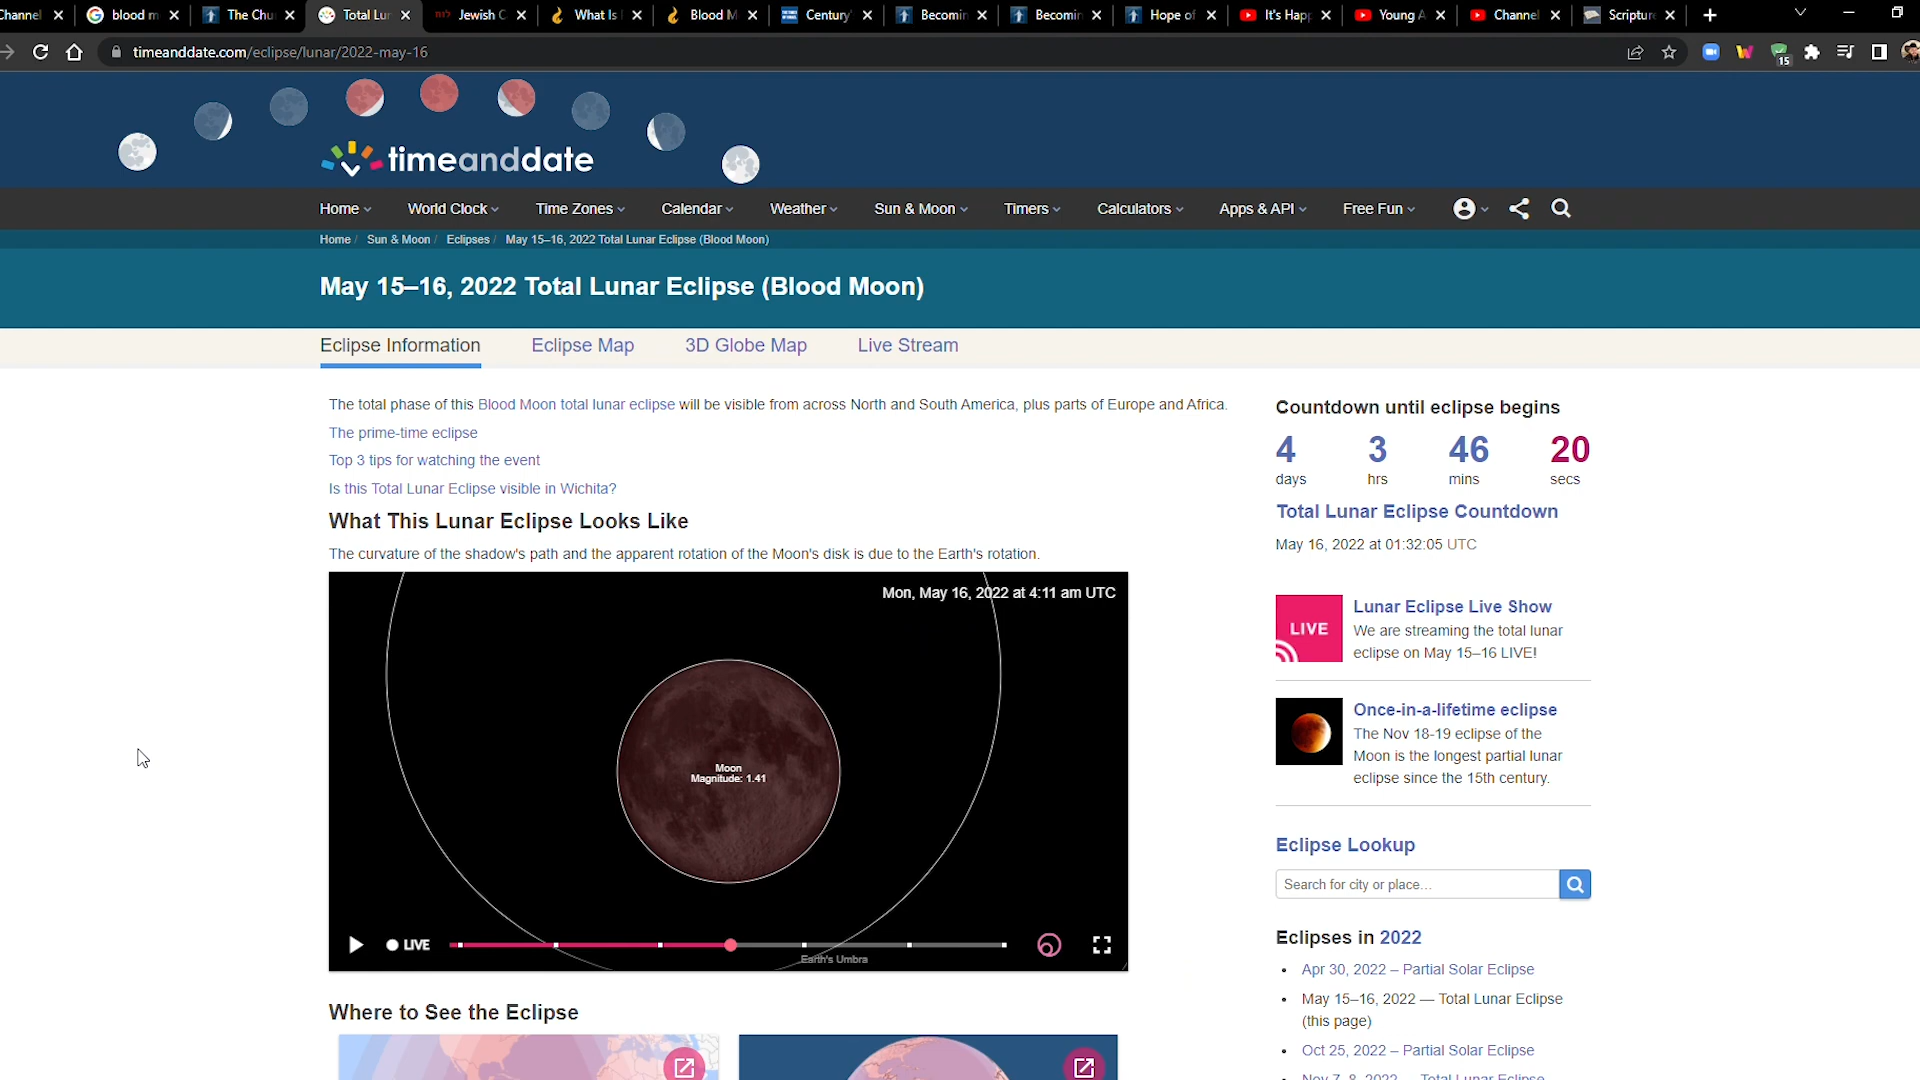 Channel
blood m
The Chu
Total Lu
Jewish C
What Is
Blood M
Century
Becomin
Becomin
Hope of
It's Hap
Young A
Channel
Scripture
timeanddate.com/eclipse/lunar/2022-may-16
15
timeanddate
Home World Clock Time Zones Calendar Weather Sun & Moon Timers Calculators Apps & API Free Fun
Home / Sun & Moon / Eclipses / May 15–16, 2022 Total Lunar Eclipse (Blood Moon)
May 15–16, 2022 Total Lunar Eclipse (Blood Moon)
Eclipse Information Eclipse Map 3D Globe Map Live Stream
The total phase of this Blood Moon total lunar eclipse will be visible from across North and South America, plus parts of Europe and Africa.
The prime-time eclipse
Top 3 tips for watching the event
Is this Total Lunar Eclipse visible in Wichita?
What This Lunar Eclipse Looks Like
The curvature of the shadow's path and the apparent rotation of the Moon's disk is due to the Earth's rotation.
Mon, May 16, 2022 at 4:11 am UTC
Moon
Magnitude: 1.41
LIVE
Earth's Umbra
Where to See the Eclipse
Countdown until eclipse begins
4 3 46 20
days hrs mins secs
Total Lunar Eclipse Countdown
May 16, 2022 at 01:32:05 UTC
LIVE
Lunar Eclipse Live Show
We are streaming the total lunar
eclipse on May 15–16 LIVE!
Once-in-a-lifetime eclipse
The Nov 18-19 eclipse of the
Moon is the longest partial lunar
eclipse since the 15th century.
Eclipse Lookup
Search for city or place...
Eclipses in 2022
Apr 30, 2022 – Partial Solar Eclipse
May 15–16, 2022 — Total Lunar Eclipse
(this page)
Oct 25, 2022 – Partial Solar Eclipse
Nov 7–8, 2022 — Total Lunar Eclipse